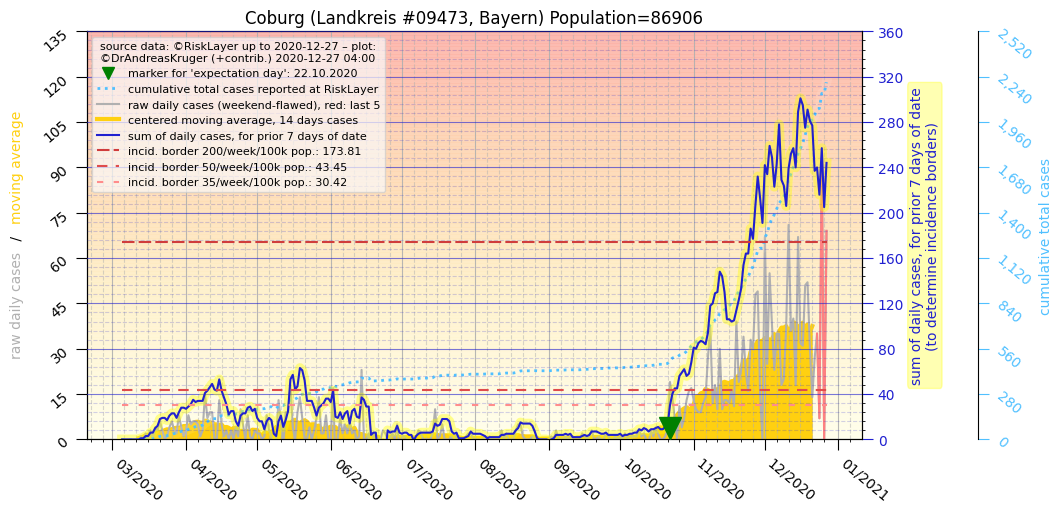 Coburg (Landkreis #09473, Bayern) Population=86906
source data: ©RiskLayer up to 2020-12-27 – plot:
©DrAndreasKruger (+contrib.) 2020-12-27 04:00
marker for 'expectation day': 22.10.2020
cumulative total cases reported at RiskLayer
raw daily cases (weekend-flawed), red: last 5
centered moving average, 14 days cases
sum of daily cases, for prior 7 days of date
incid. border 200/week/100k pop.: 173.81
incid. border 50/week/100k pop.: 43.45
incid. border 35/week/100k pop.: 30.42
raw daily cases / moving average
135
120
105
90
75
60
45
30
15
0
03/2020
04/2020
05/2020
06/2020
07/2020
08/2020
09/2020
10/2020
11/2020
12/2020
01/2021
360
320
280
240
200
160
120
80
40
0
sum of daily cases, for prior 7 days of date
(to determine incidence borders)
2,520
2,240
1,960
1,680
1,400
1,120
840
560
280
0
cumulative total cases